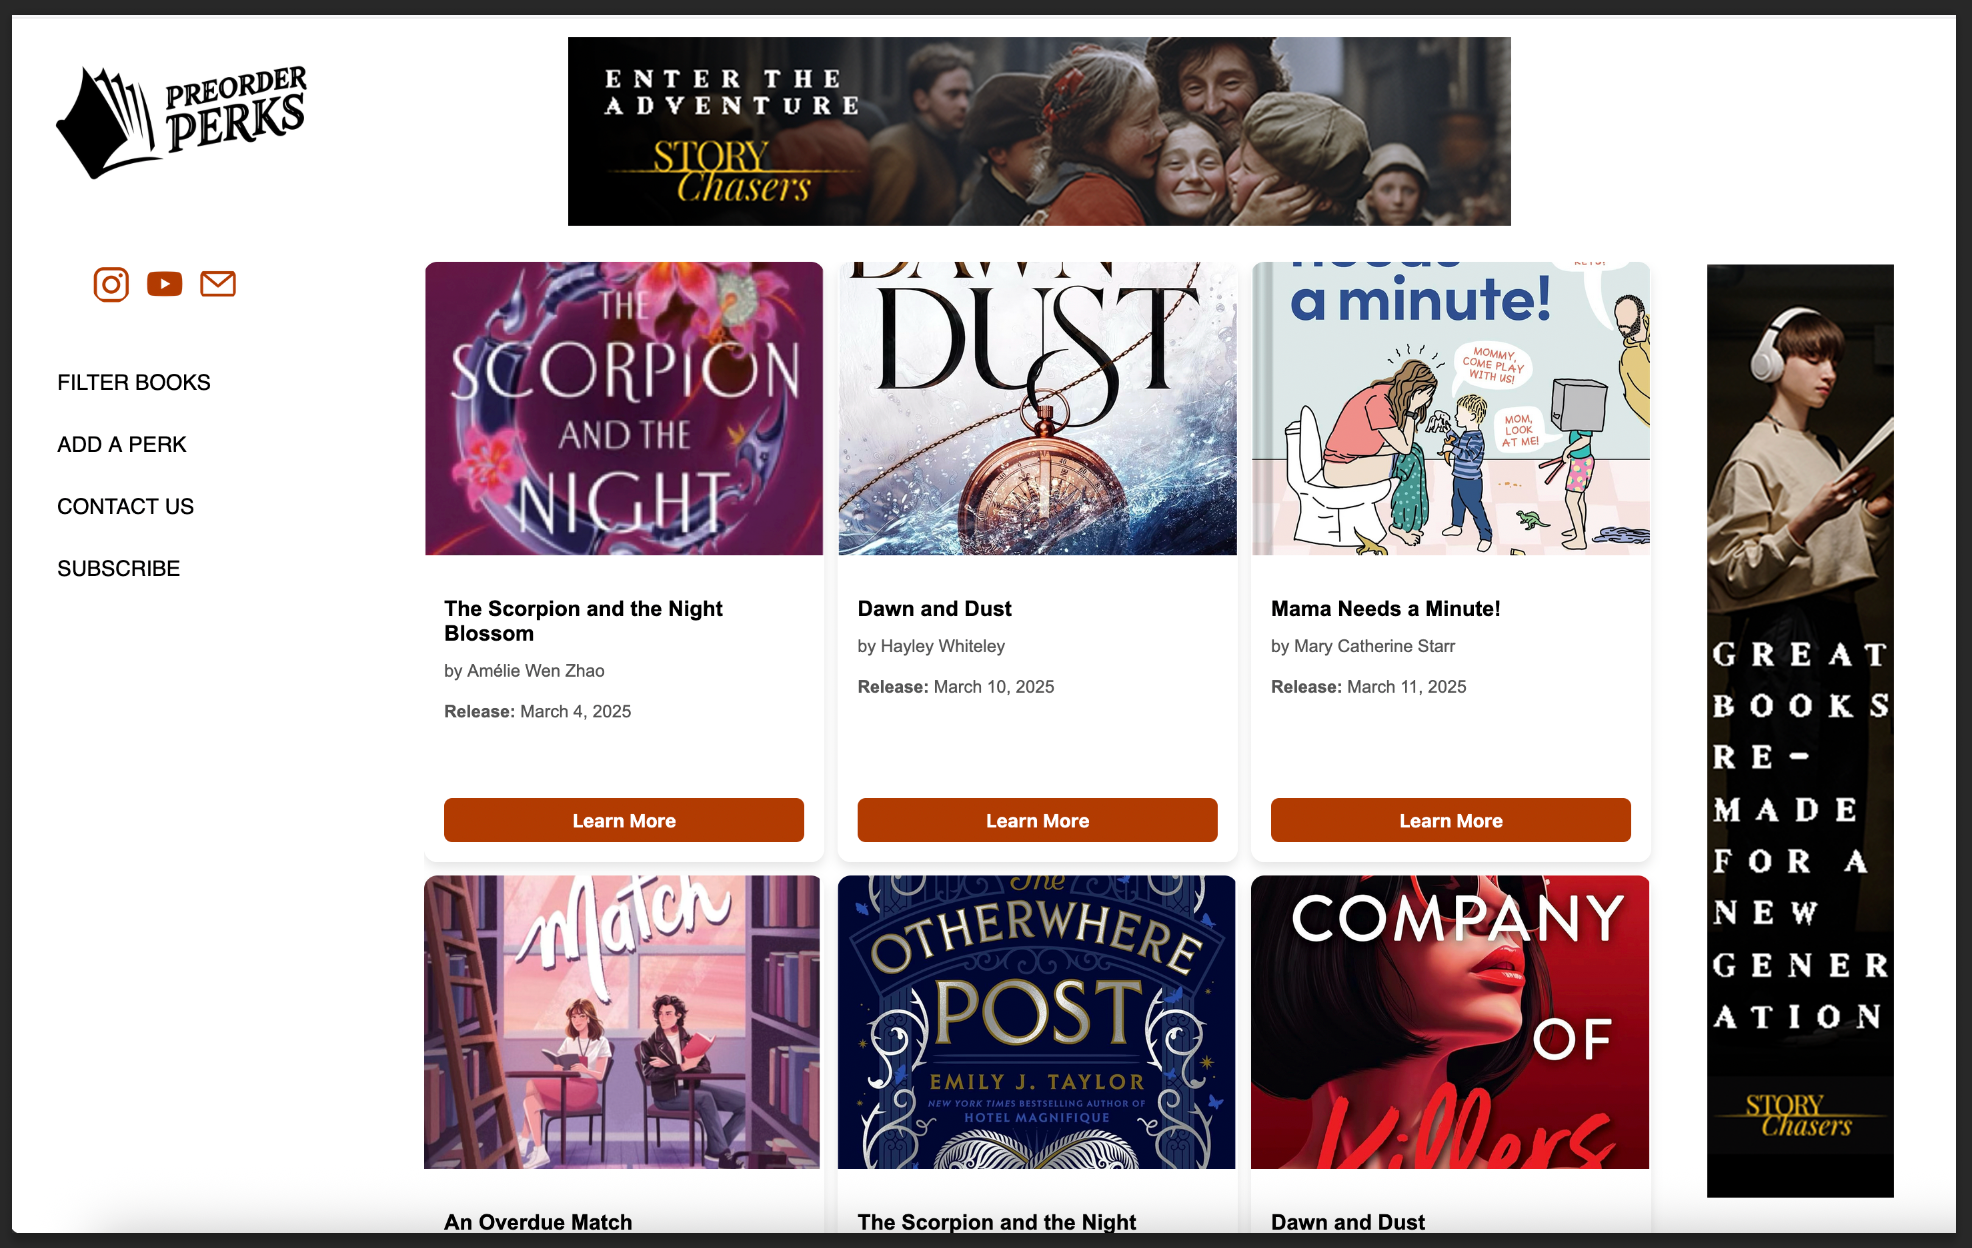 PREORDER
PERKS
ENTER THE
ADVENTURE
STORY
Chasers
FILTER BOOKS
ADD A PERK
CONTACT US
SUBSCRIBE
THE
SCORPION
AND THE
NIGHT
The Scorpion and the Night
Blossom
by Amélie Wen Zhao
Release: March 4, 2025
Learn More
DAWN
DUST
Dawn and Dust
by Hayley Whiteley
Release: March 10, 2025
Learn More
needs
a minute!
MOMMY,
COME PLAY
WITH US!
MOM,
LOOK
AT ME!
Mama Needs a Minute!
by Mary Catherine Starr
Release: March 11, 2025
Learn More
Match
An Overdue Match
The
OTHERWHERE
POST
EMILY J. TAYLOR
NEW YORK TIMES BESTSELLING AUTHOR OF
HOTEL MAGNIFIQUE
The Scorpion and the Night
COMPANY
OF
Killers
Dawn and Dust
GREAT
BOOKS
RE-
MADE
FOR A
NEW
GENER
ATION
STORY
Chasers